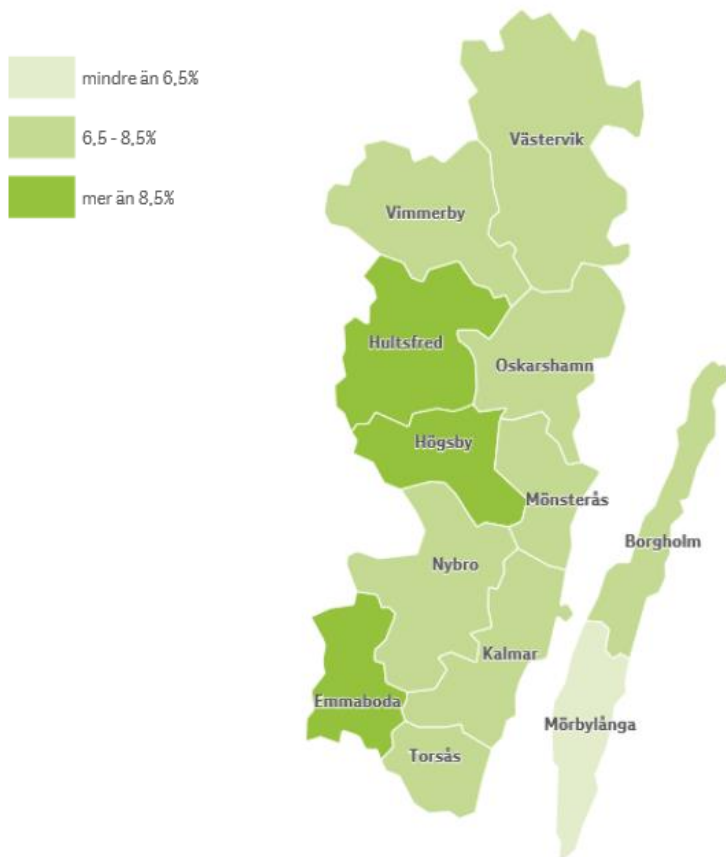 mindre än 6,5%
6,5 - 8,5%
mer än 8,5%
Västervik
Vimmerby
Hultsfred
Oskarshamn
Högsby
Mönsterås
Borgholm
Nybro
Kalmar
Emmaboda
Mörbylånga
Torsås